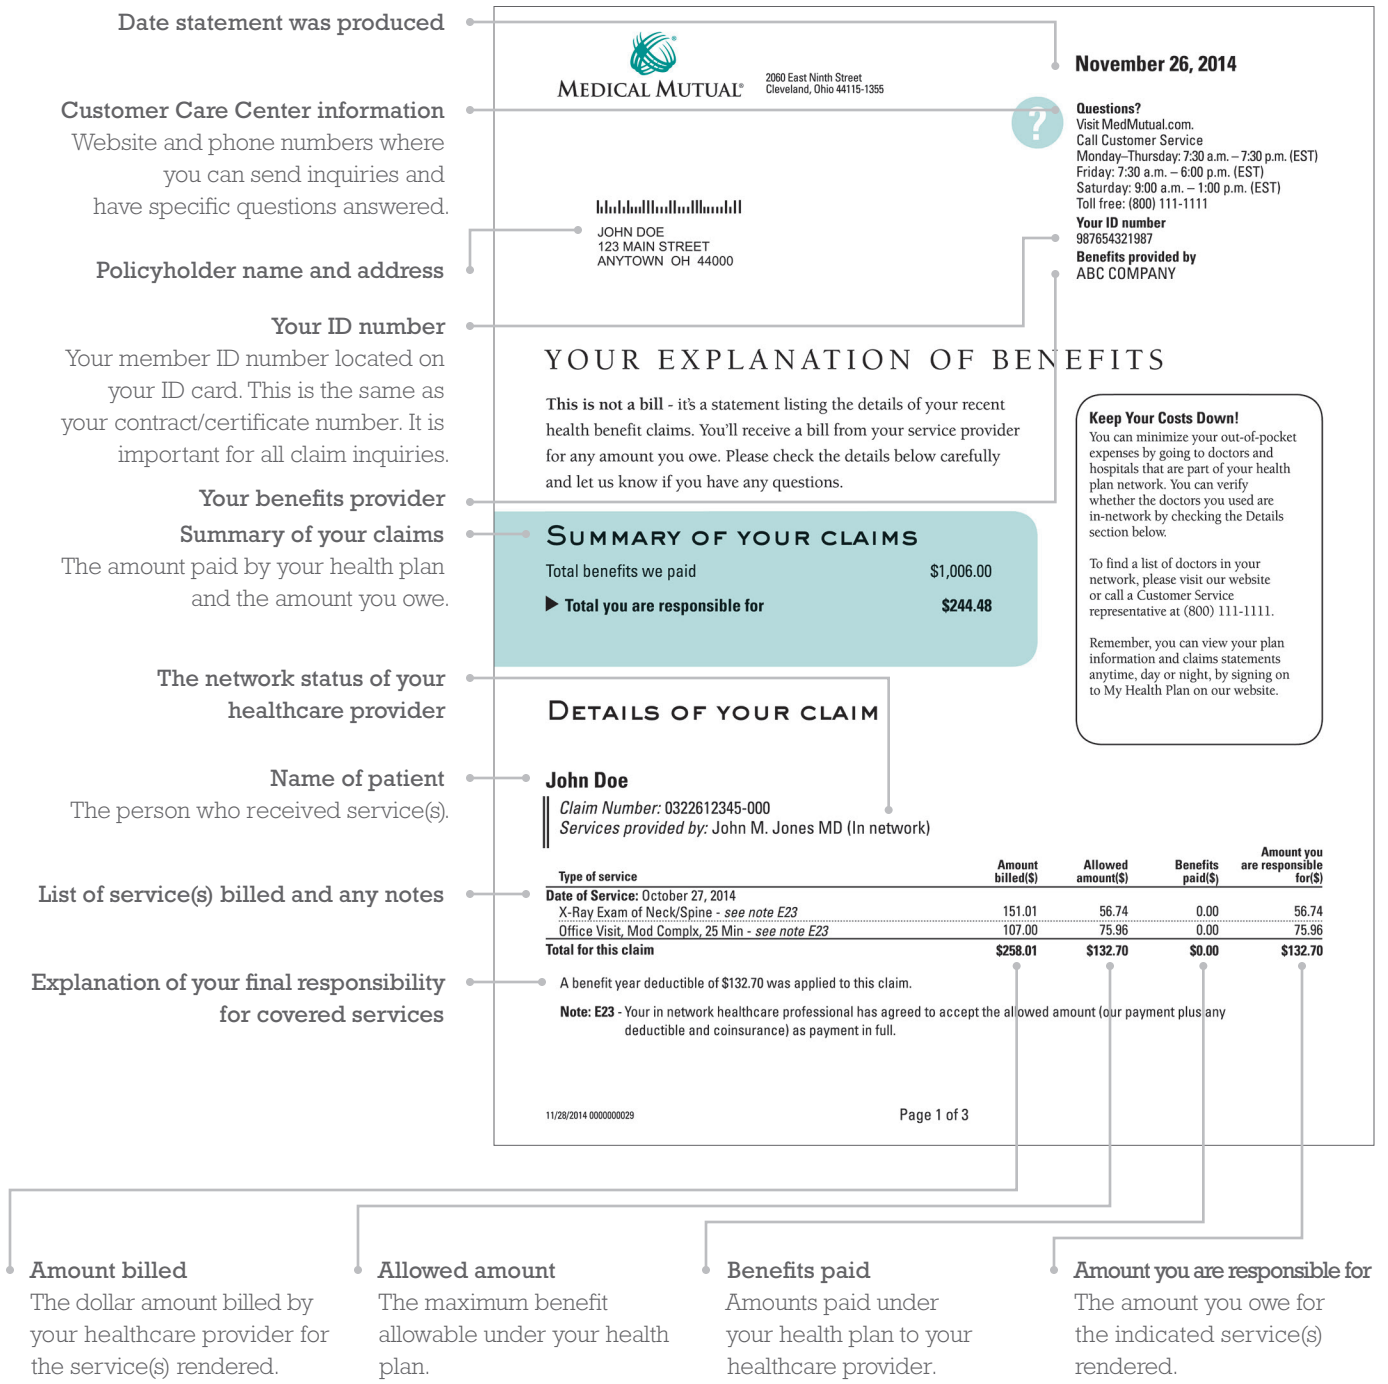 Date statement was produced
Customer Care Center information
Website and phone numbers where
you can send inquiries and
have specific questions answered.
Policyholder name and address
Your ID number
Your member ID number located on
your ID card. This is the same as
your contract/certificate number. It is
important for all claim inquiries.
Your benefits provider
Summary of your claims
The amount paid by your health plan
and the amount you owe.
The network status of your
healthcare provider
Name of patient
The person who received service(s).
List of service(s) billed and any notes
Explanation of your final responsibility
for covered services
MEDICAL MUTUAL®
2060 East Ninth Street
Cleveland, Ohio 44115-1355
November 26, 2014
?
Questions?
Visit MedMutual.com.
Call Customer Service
Monday–Thursday: 7:30 a.m. – 7:30 p.m. (EST)
Friday: 7:30 a.m. – 6:00 p.m. (EST)
Saturday: 9:00 a.m. – 1:00 p.m. (EST)
Toll free: (800) 111-1111
Your ID number
987654321987
Benefits provided by
ABC COMPANY
JOHN DOE
123 MAIN STREET
ANYTOWN OH 44000
YOUR EXPLANATION OF BENEFITS
This is not a bill - it's a statement listing the details of your recent
health benefit claims. You'll receive a bill from your service provider
for any amount you owe. Please check the details below carefully
and let us know if you have any questions.
Keep Your Costs Down!
You can minimize your out-of-pocket
expenses by going to doctors and
hospitals that are part of your health
plan network. You can verify
whether the doctors you used are
in-network by checking the Details
section below.
To find a list of doctors in your
network, please visit our website
or call a Customer Service
representative at (800) 111-1111.
Remember, you can view your plan
information and claims statements
anytime, day or night, by signing on
to My Health Plan on our website.
SUMMARY OF YOUR CLAIMS
Total benefits we paid $1,006.00
Total you are responsible for $244.48
DETAILS OF YOUR CLAIM
John Doe
Claim Number: 0322612345-000
Services provided by: John M. Jones MD (In network)
Type of service Amount billed($) Allowed amount($) Benefits paid($) Amount you are responsible for($)
Date of Service: October 27, 2014
X-Ray Exam of Neck/Spine - see note E23 151.01 56.74 0.00 56.74
Office Visit, Mod Complx, 25 Min - see note E23 107.00 75.96 0.00 75.96
Total for this claim $258.01 $132.70 $0.00 $132.70
A benefit year deductible of $132.70 was applied to this claim.
Note: E23 - Your in network healthcare professional has agreed to accept the allowed amount (our payment plus any
deductible and coinsurance) as payment in full.
11/28/2014 0000000029
Page 1 of 3
Amount billed
The dollar amount billed by
your healthcare provider for
the service(s) rendered.
Allowed amount
The maximum benefit
allowable under your health
plan.
Benefits paid
Amounts paid under
your health plan to your
healthcare provider.
Amount you are responsible for
The amount you owe for
the indicated service(s)
rendered.